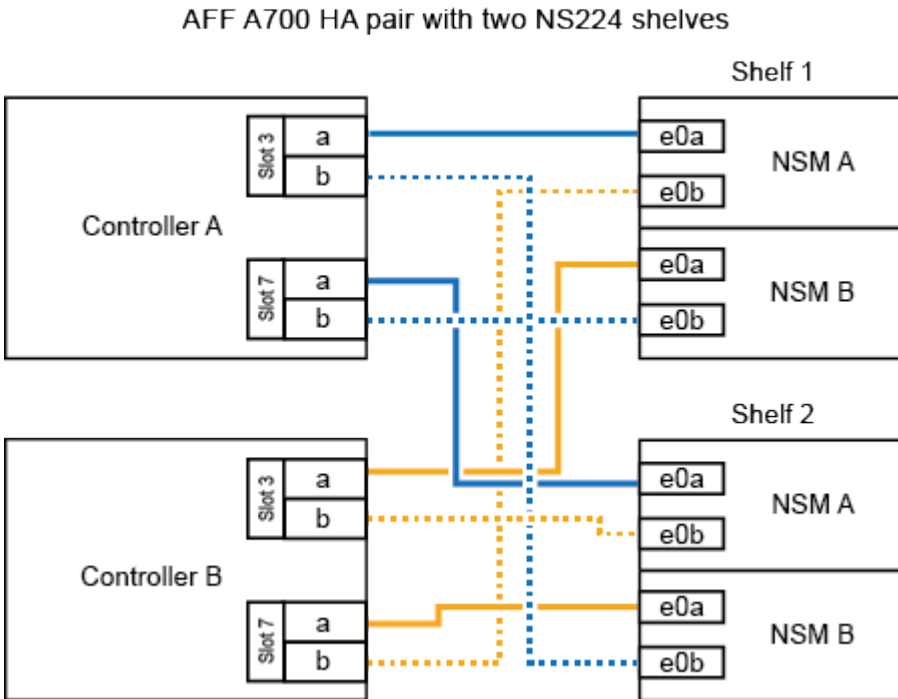 AFF A700 HA pair with two NS224 shelves
Shelf 1
Controller A
Slot 3
a
b
Slot 7
a
b
e0a
e0b
NSM A
e0a
e0b
NSM B
Shelf 2
Controller B
Slot 3
a
b
Slot 7
a
b
e0a
e0b
NSM A
e0a
e0b
NSM B